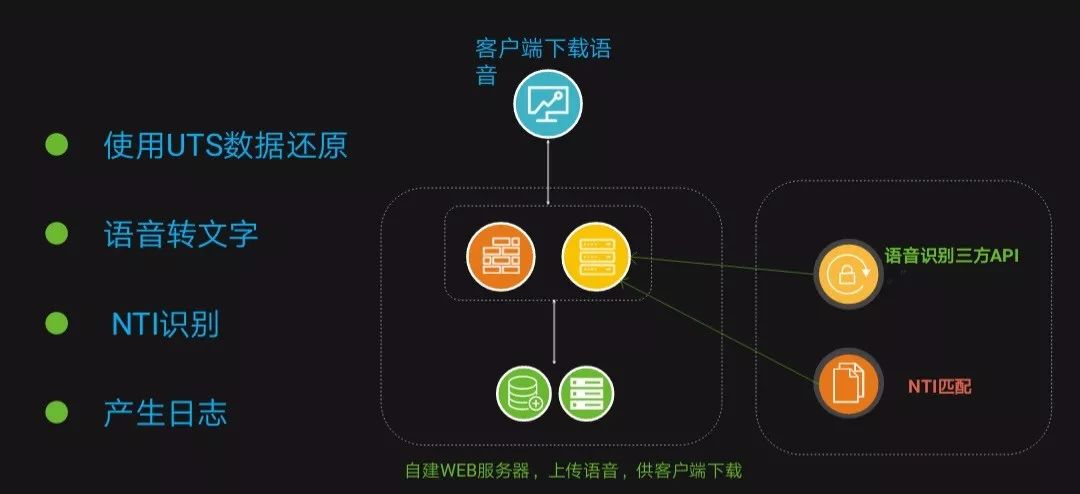 客户端下载语
音
使用UTS数据还原
语音转文字
NTI识别
产生日志
语音识别三方API
NTI匹配
自建WEB服务器，上传语音，供客户端下载